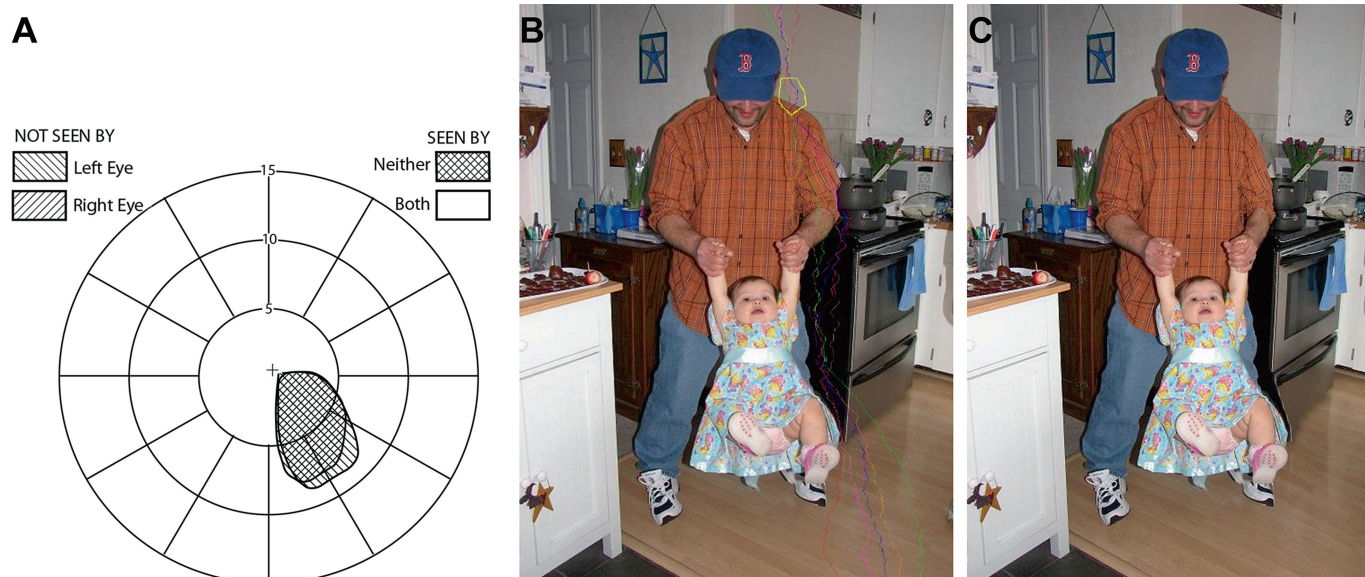 A
NOT SEEN BY
Left Eye
Right Eye
SEEN BY
Neither
Both
15
10
5
B
B
C
B